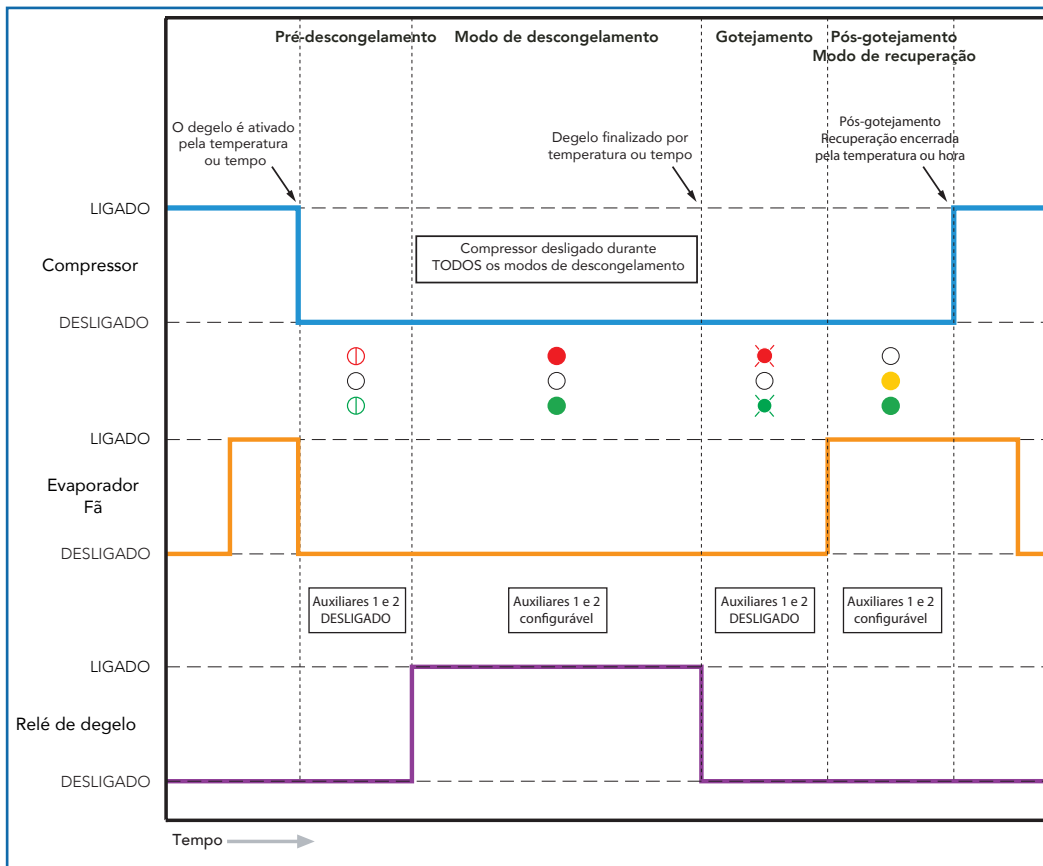 Pré-descongelamento
Modo de descongelamento
Gotejamento
Pós-gotejamento
Modo de recuperação
O degelo é ativado
pela temperatura
ou tempo
Degelo finalizado por
temperatura ou tempo
Pós-gotejamento
Recuperação encerrada
pela temperatura ou hora
LIGADO
Compressor
DESLIGADO
Compressor desligado durante
TODOS os modos de descongelamento
LIGADO
Evaporador
Fã
DESLIGADO
Auxiliares 1 e 2
DESLIGADO
Auxiliares 1 e 2
configurável
Auxiliares 1 e 2
DESLIGADO
Auxiliares 1 e 2
configurável
LIGADO
Relé de degelo
DESLIGADO
Tempo